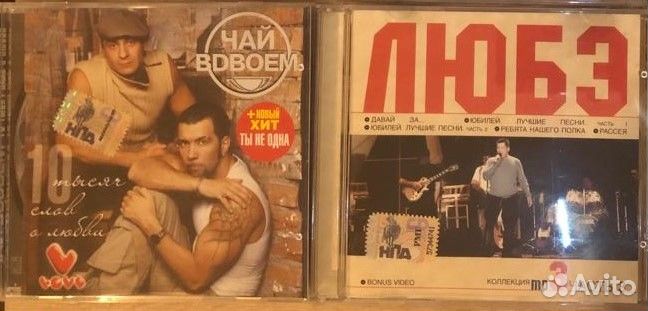 ЧАЙ
ВДВОЕМ
+ НОВЫЙ
ХИТ
ТЫ НЕ ОДНА
НПА
10 тысяч
слов
о любви
ЛЮБЭ
• ДАВАЙ ЗА... • ЮБИЛЕЙ ЛУЧШИЕ ПЕСНИ. ЧАСТЬ 1
• ЮБИЛЕЙ ЛУЧШИЕ ПЕСНИ. ЧАСТЬ 2 • РЕБЯТА НАШЕГО ПОЛКА • РАССЕЯ
НПА
• BONUS VIDEO
КОЛЛЕКЦИЯ mp3
Avito